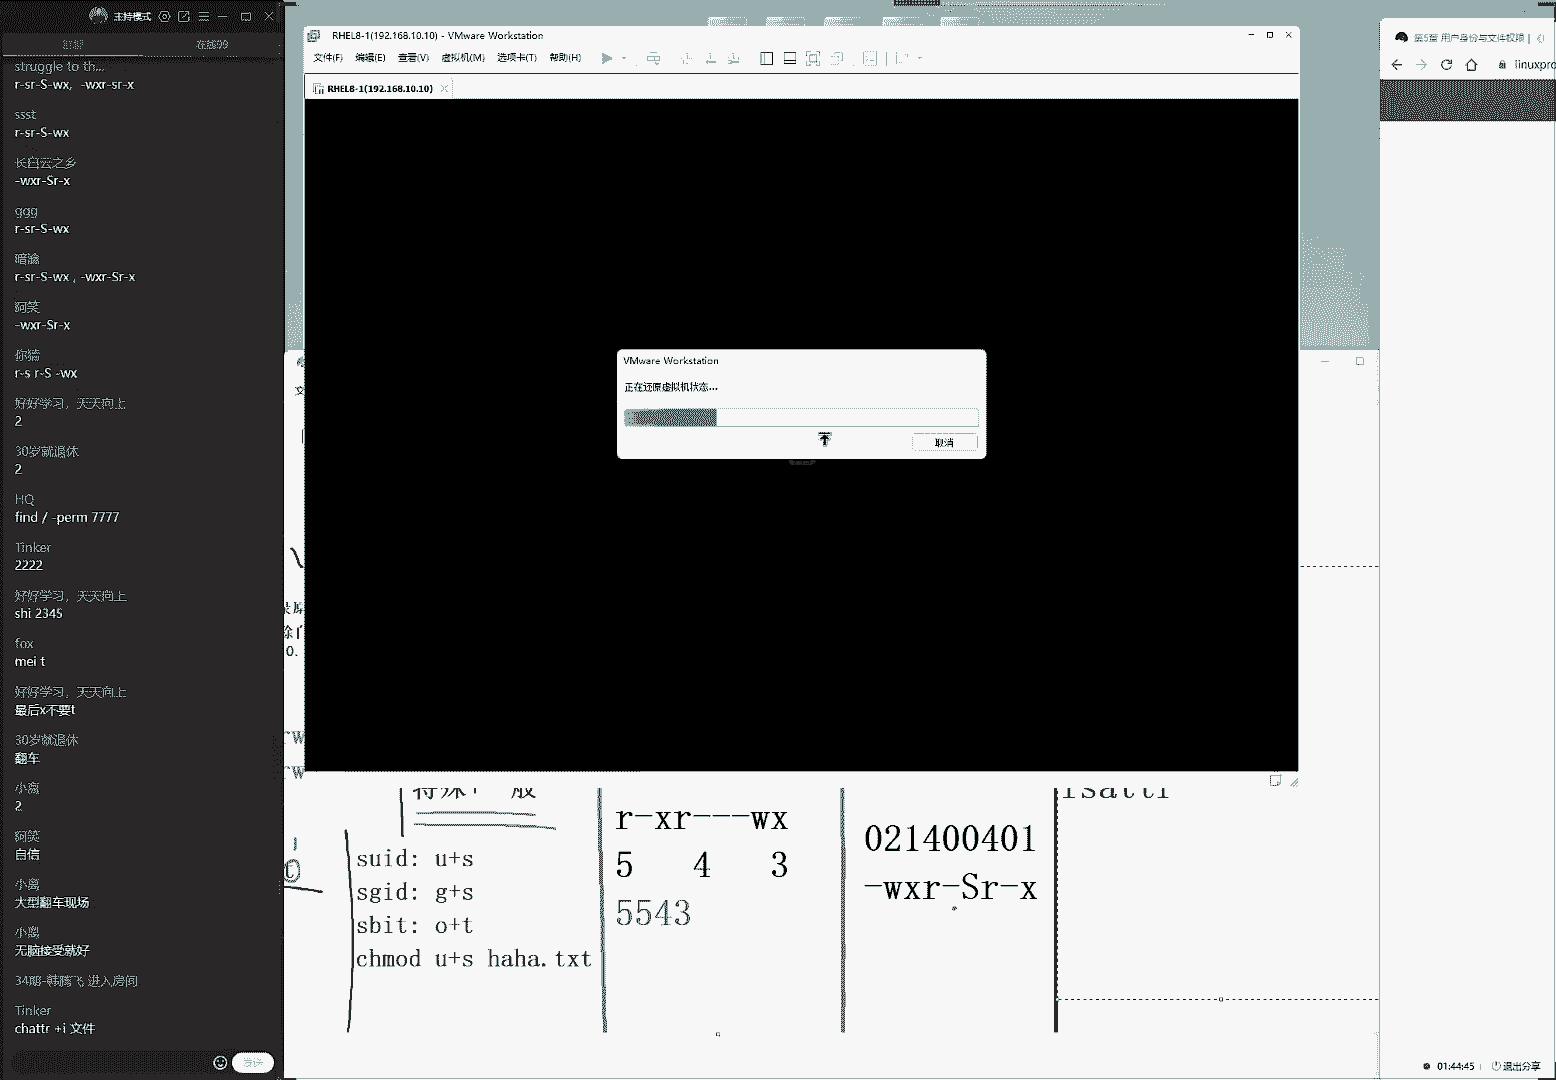 主持模式
讨论
在线99
struggle to th...
r-sr-S-wx, -wxr-sr-x
ssst
r-sr-S-wx
长白云之乡
-wxr-Sr-x
ggg
r-sr-S-wx
r-sr-S-wx , -wxr-Sr-x
阿笑
-wxr-Sr-x
你猜
r-s r-S -wx
好好学习，天天向上
2
30岁就退休
2
HQ
find / -perm 7777
Tinker
2222
好好学习，天天向上
shi 2345
fox
mei t
好好学习，天天向上
最后x不要t
30岁就退休
翻车
小离
2
阿笑
自信
小离
大型翻车现场
小离
无脑接受就好
34期-韩腾飞 进入房间
Tinker
chattr +i 文件
发送
RHEL8-1(192.168.10.10) - VMware Workstation
文件(F) 编辑(E) 查看(V) 虚拟机(M) 选项卡(T) 帮助(H)
RHEL8-1(192.168.10.10)
VMware Workstation
正在还原虚拟机状态...
取消
第5章 用户身份与文件权限 |
linuxpro
特殊 一般
suid: u+s
sgid: g+s
sbit: o+t
chmod u+s haha.txt
r-xr---wx
5 4 3
5543
021400401
-wxr-Sr-x
lsattr
01:44:45
退出分享